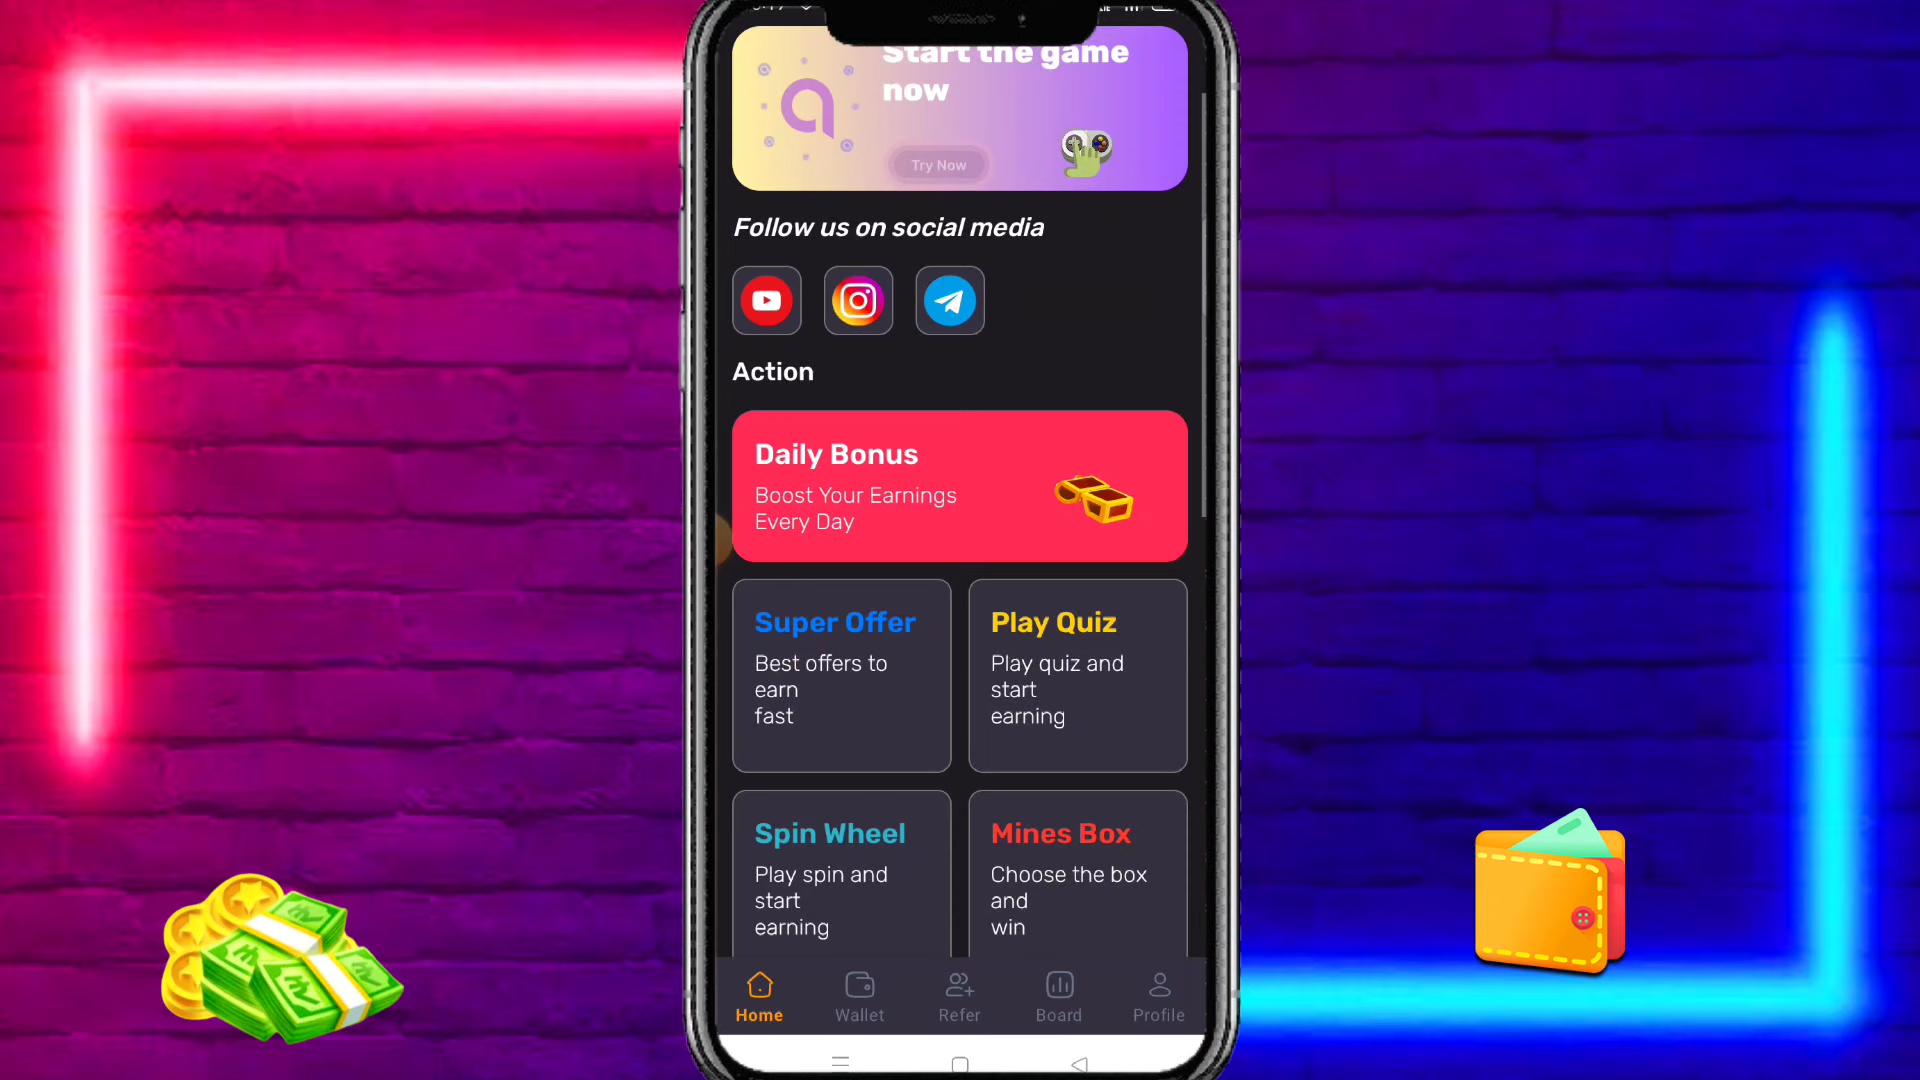 Start the game
now
Try Now
Follow us on social media
Action
Daily Bonus
Boost Your Earnings
Every Day
Super Offer
Best offers to
earn
fast
Play Quiz
Play quiz and
start
earning
Spin Wheel
Play spin and
start
earning
Mines Box
Choose the box
and
win
Home
Wallet
Refer
Board
Profile